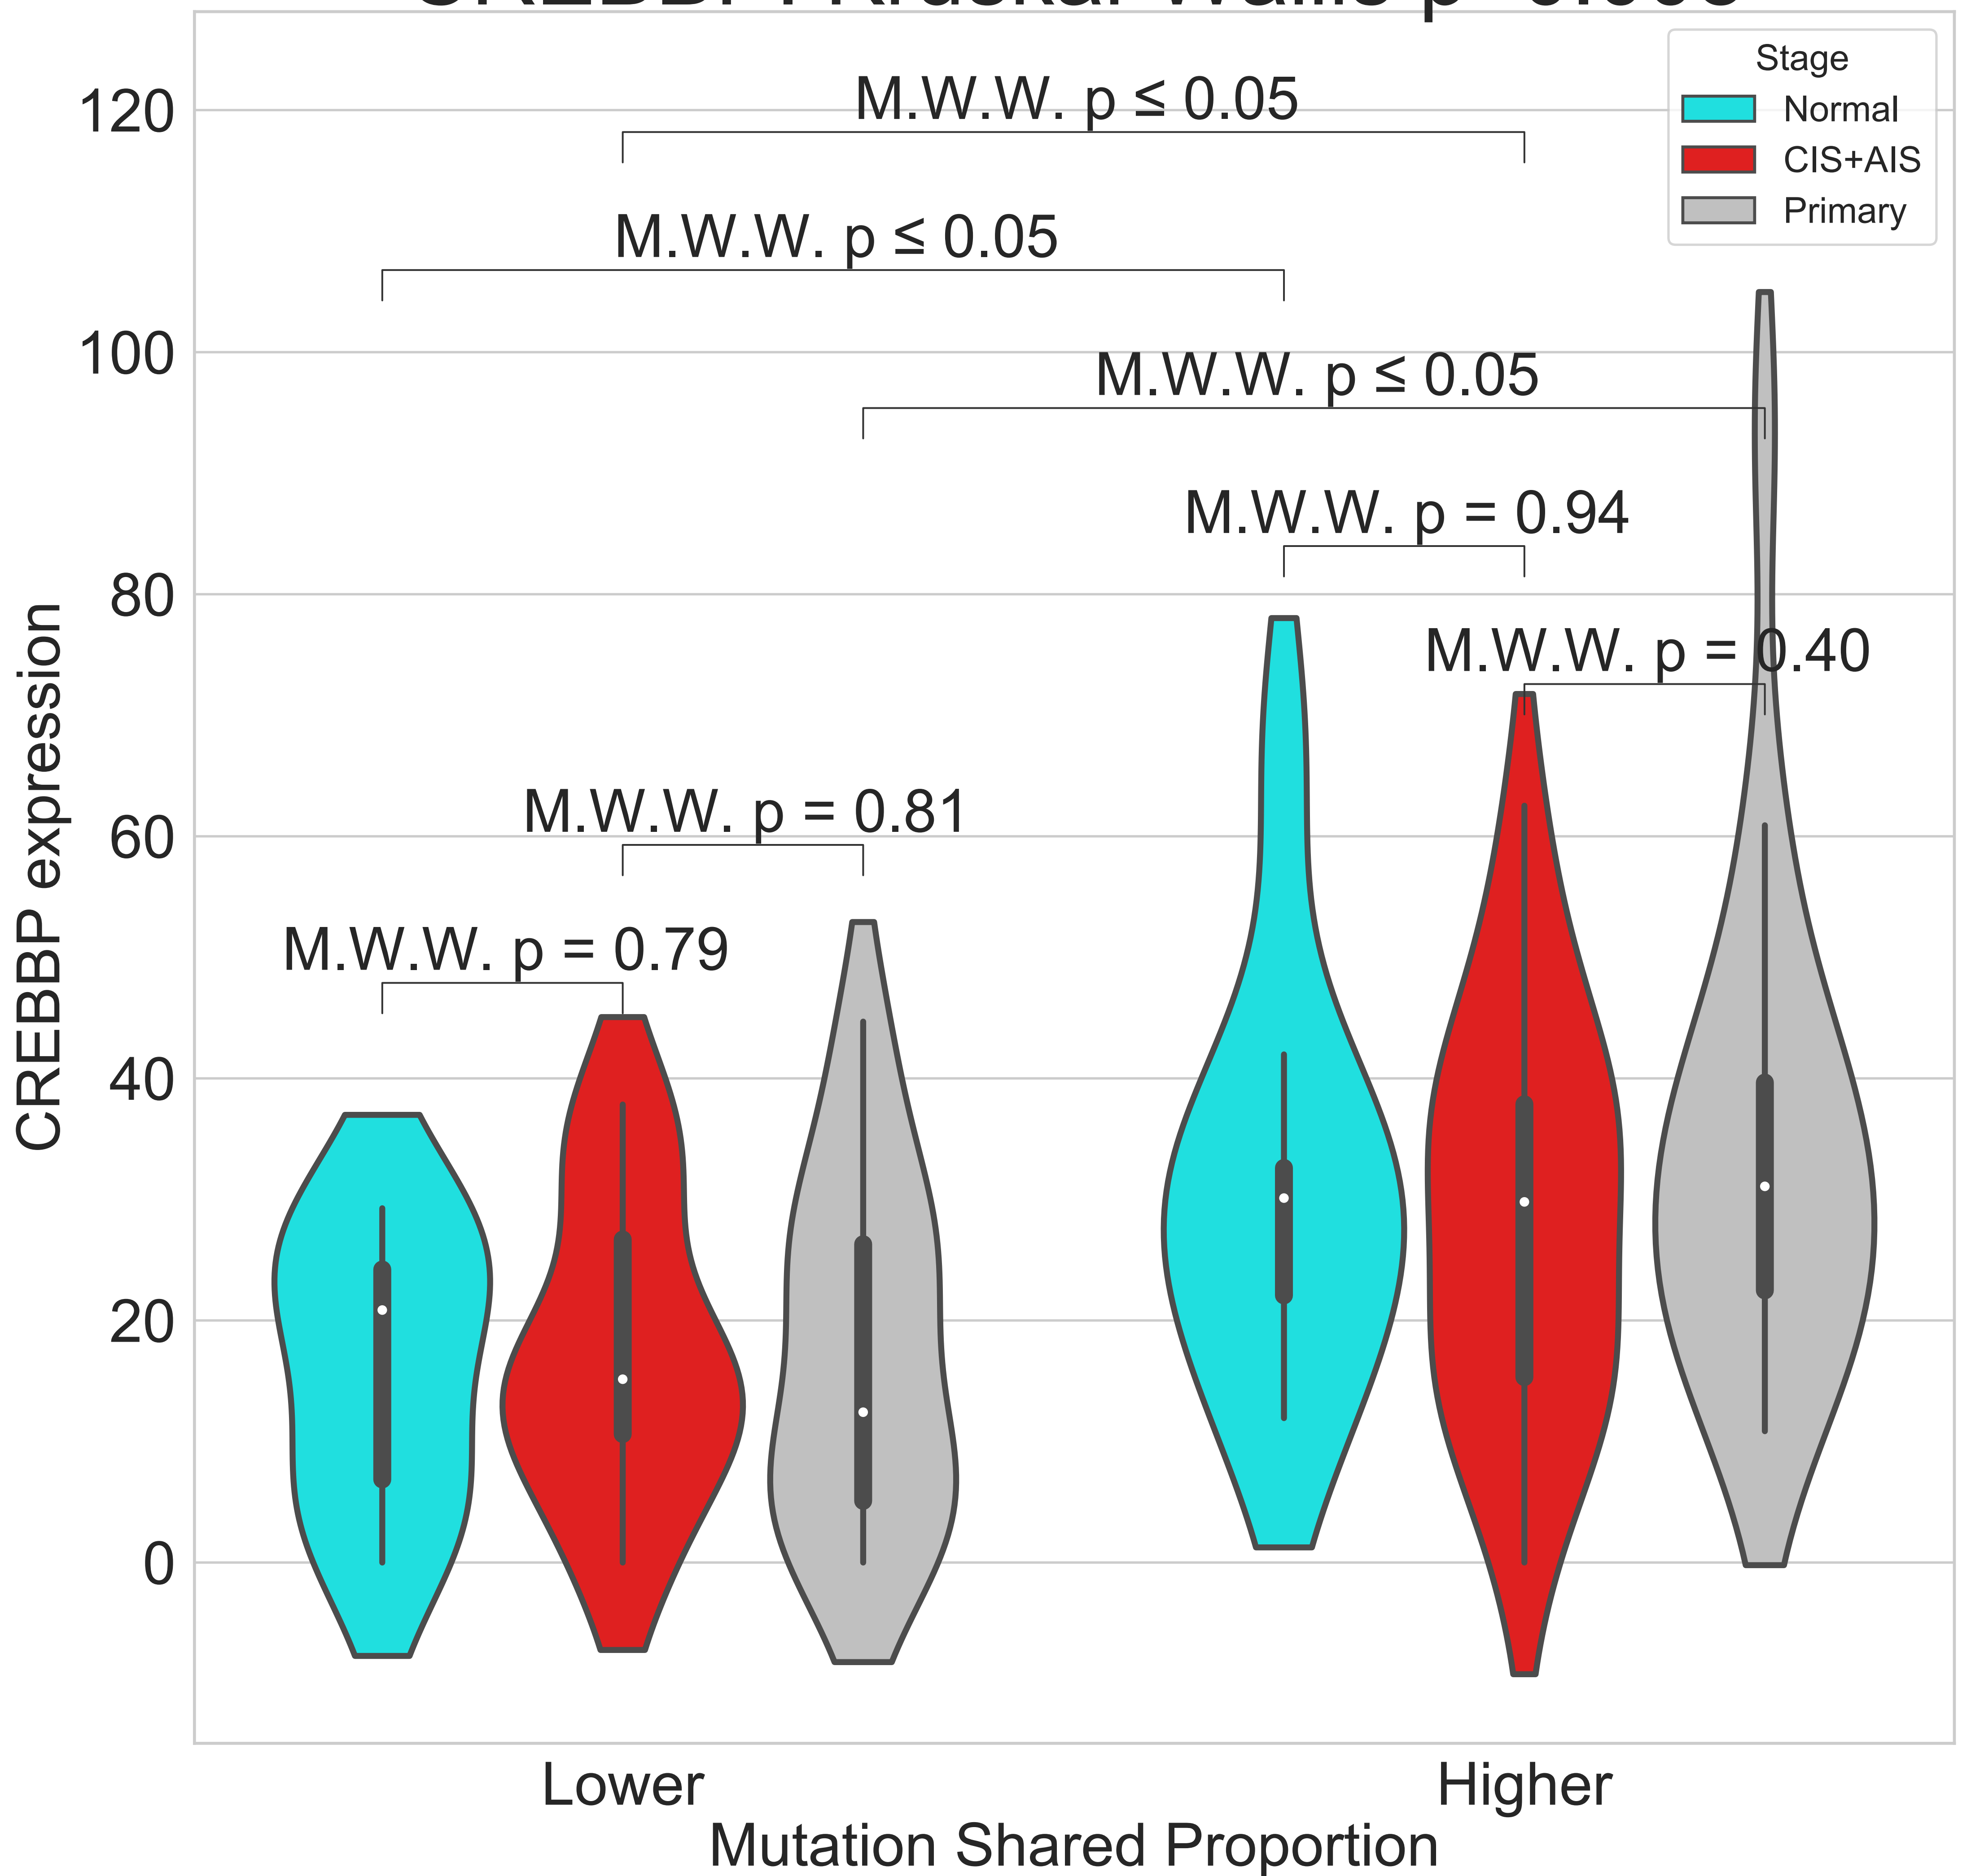 Stage
Normal
CIS+AIS
Primary
M.W.W. p ≤ 0.05
M.W.W. p ≤ 0.05
M.W.W. p ≤ 0.05
M.W.W. p = 0.94
M.W.W. p = 0.40
M.W.W. p = 0.81
M.W.W. p = 0.79
120
100
80
60
40
20
0
CREBBP expression
Lower
Higher
Mutation Shared Proportion